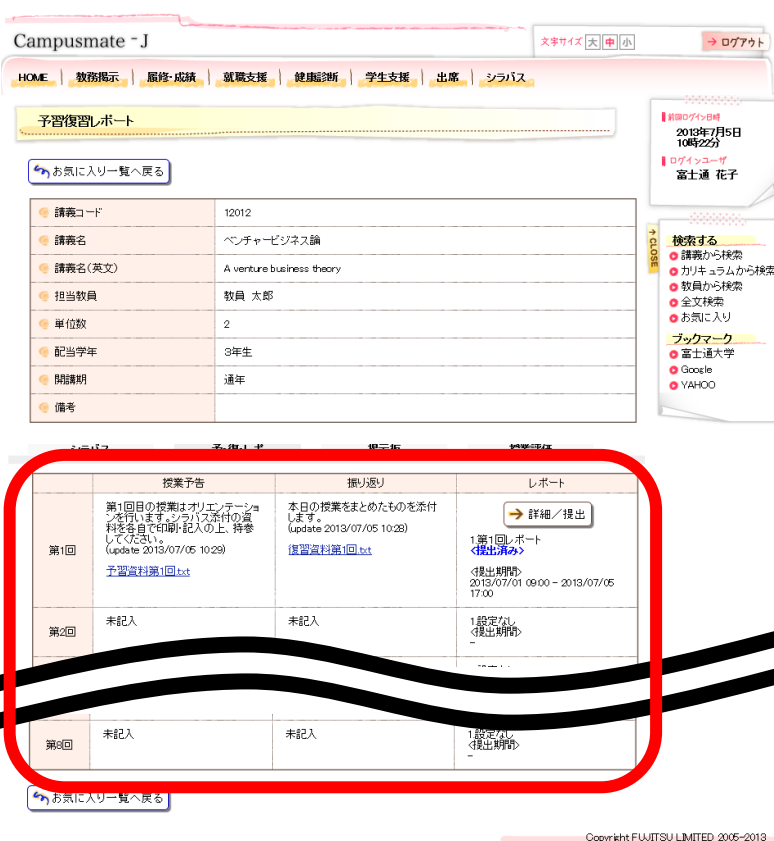 Campusmate-J
文字サイズ 大 中 小
ログアウト
HOME 教務掲示 履修・成績 就職支援 健康診断 学生支援 出席 シラバス
予習復習レポート
前回ログイン日時
2013年7月5日
10時22分
ログインユーザ
富士通 花子
お気に入り一覧へ戻る
講義コード 12012
講義名 ベンチャービジネス論
講義名(英文) A venture business theory
担当教員 教員 太郎
単位数 2
配当学年 3年生
開講期 通年
備考
CLOSE
検索する
講義から検索
カリキュラムから検索
教員から検索
全文検索
お気に入り
ブックマーク
富士通大学
Google
YAHOO
授業予告 振り返り レポート
第1回
第1回目の授業はオリエンテーショ
ンを行います。シラバス添付の資
料を各自で印刷・記入の上、持参
してください。
(update 2013/07/05 10:29)
予習資料第1回.txt
本日の授業をまとめたものを添付
します。
(update 2013/07/05 10:28)
復習資料第1回.txt
詳細/提出
1.第1回レポート
<提出済み>
<提出期間>
2013/07/01 09:00 - 2013/07/05
17:00
第2回 未記入 未記入 1.設定なし
<提出期間>
-
第8回 未記入 未記入 1.設定なし
<提出期間>
-
お気に入り一覧へ戻る
Copyright FUJITSU LIMITED 2005-2013